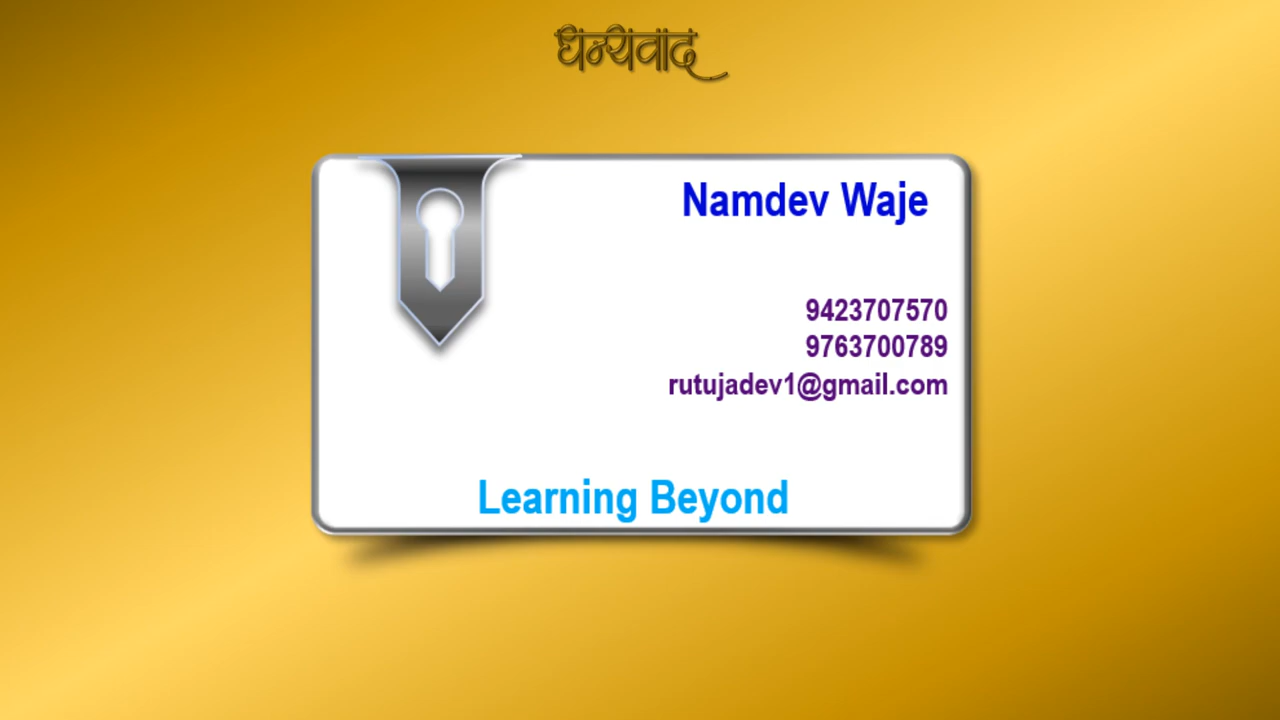 धन्यवाद
Namdev Waje
9423707570
9763700789
rutujadev1@gmail.com
Learning Beyond